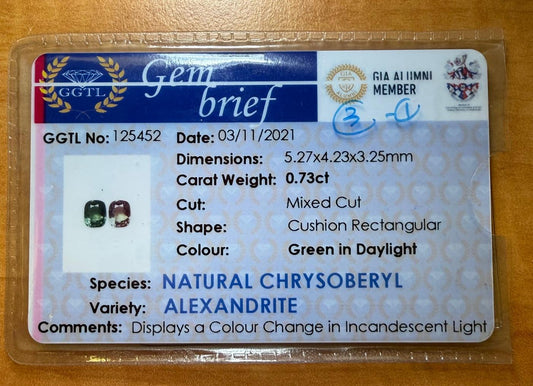 GGTL
Gem
brief
GIA
GIA ALUMNI
MEMBER
3 -1
GGTL No: 125452 Date: 03/11/2021
Dimensions: 5.27x4.23x3.25mm
Carat Weight: 0.73ct
Cut: Mixed Cut
Shape: Cushion Rectangular
Colour: Green in Daylight
Species: NATURAL CHRYSOBERYL
Variety: ALEXANDRITE
Comments: Displays a Colour Change in Incandescent Light